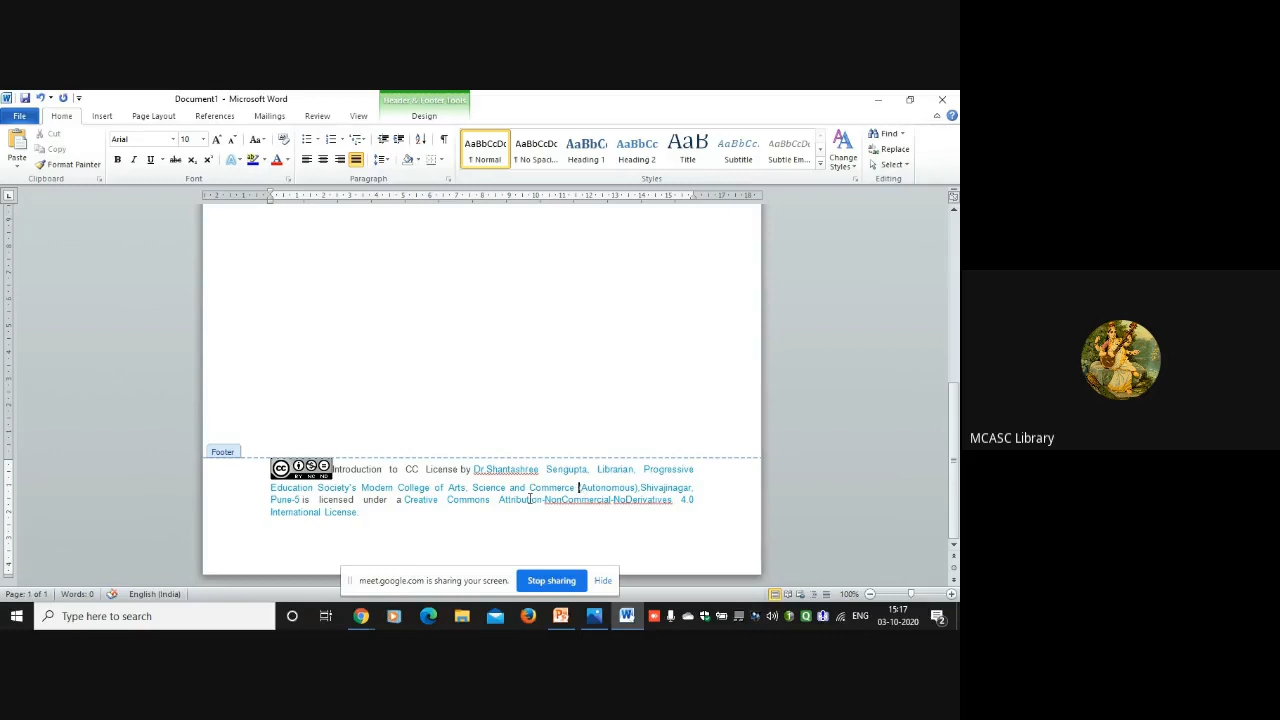 Document1 - Microsoft Word
Header & Footer Tools
File Home Insert Page Layout References Mailings Review View Design
Paste
Cut
Copy
Format Painter
Clipboard
Arial 10
Font
Paragraph
AaBbCcDc AaBbCcDc AaBbC AaBbCc AaB AaBbCc. AaBbCcDc
¶ Normal ¶ No Spac... Heading 1 Heading 2 Title Subtitle Subtle Em...
Styles
Change Styles
Find
Replace
Select
Editing
Footer
Introduction to CC License by Dr.Shantashree Sengupta, Librarian, Progressive
Education Society's Modern College of Arts, Science and Commerce (Autonomous),Shivajinagar,
Pune-5 is licensed under a Creative Commons Attribution-NonCommercial-NoDerivatives 4.0
International License.
meet.google.com is sharing your screen. Stop sharing Hide
Page: 1 of 1 Words: 0 English (India) 100%
Type here to search
ENG
15:17
03-10-2020
MCASC Library